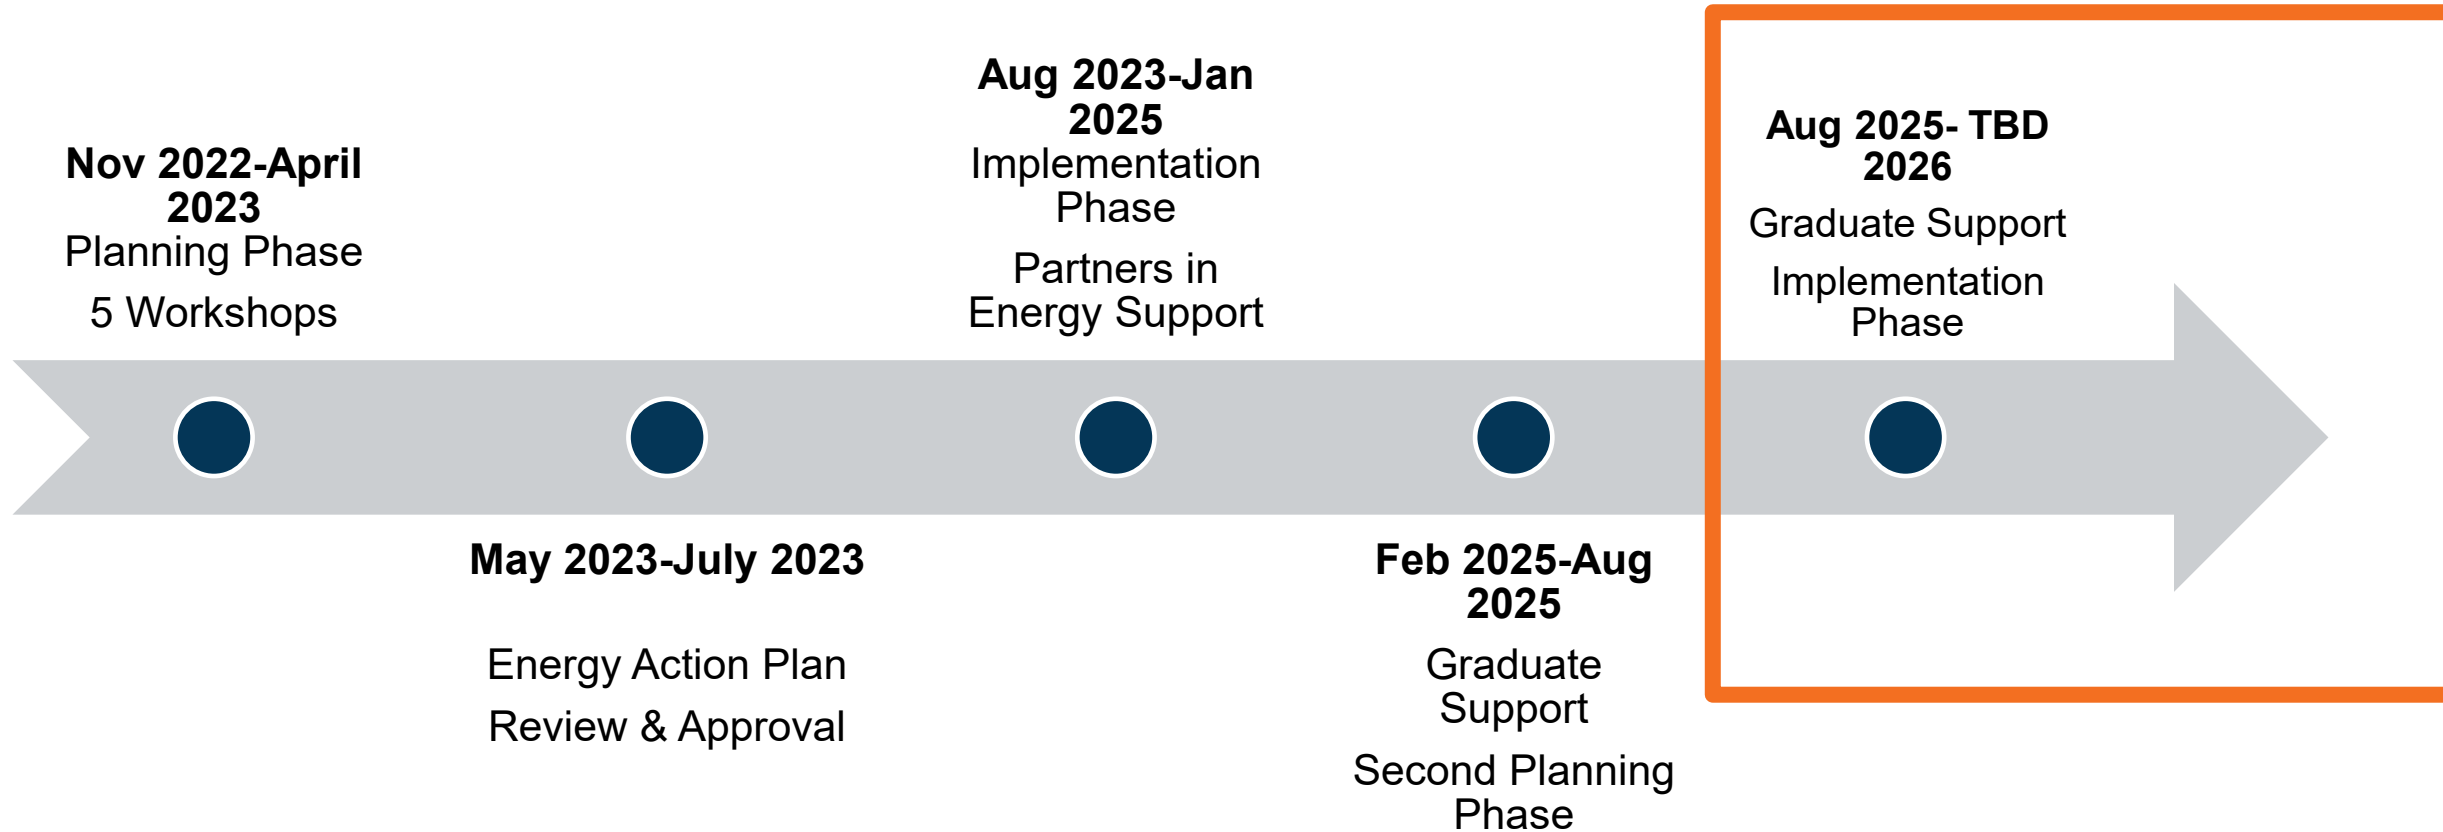 Nov 2022-April
2023
Planning Phase
5 Workshops
May 2023-July 2023
Energy Action Plan
Review & Approval
Aug 2023-Jan
2025
Implementation
Phase
Partners in
Energy Support
Feb 2025-Aug
2025
Graduate
Support
Second Planning
Phase
Aug 2025- TBD
2026
Graduate Support
Implementation
Phase